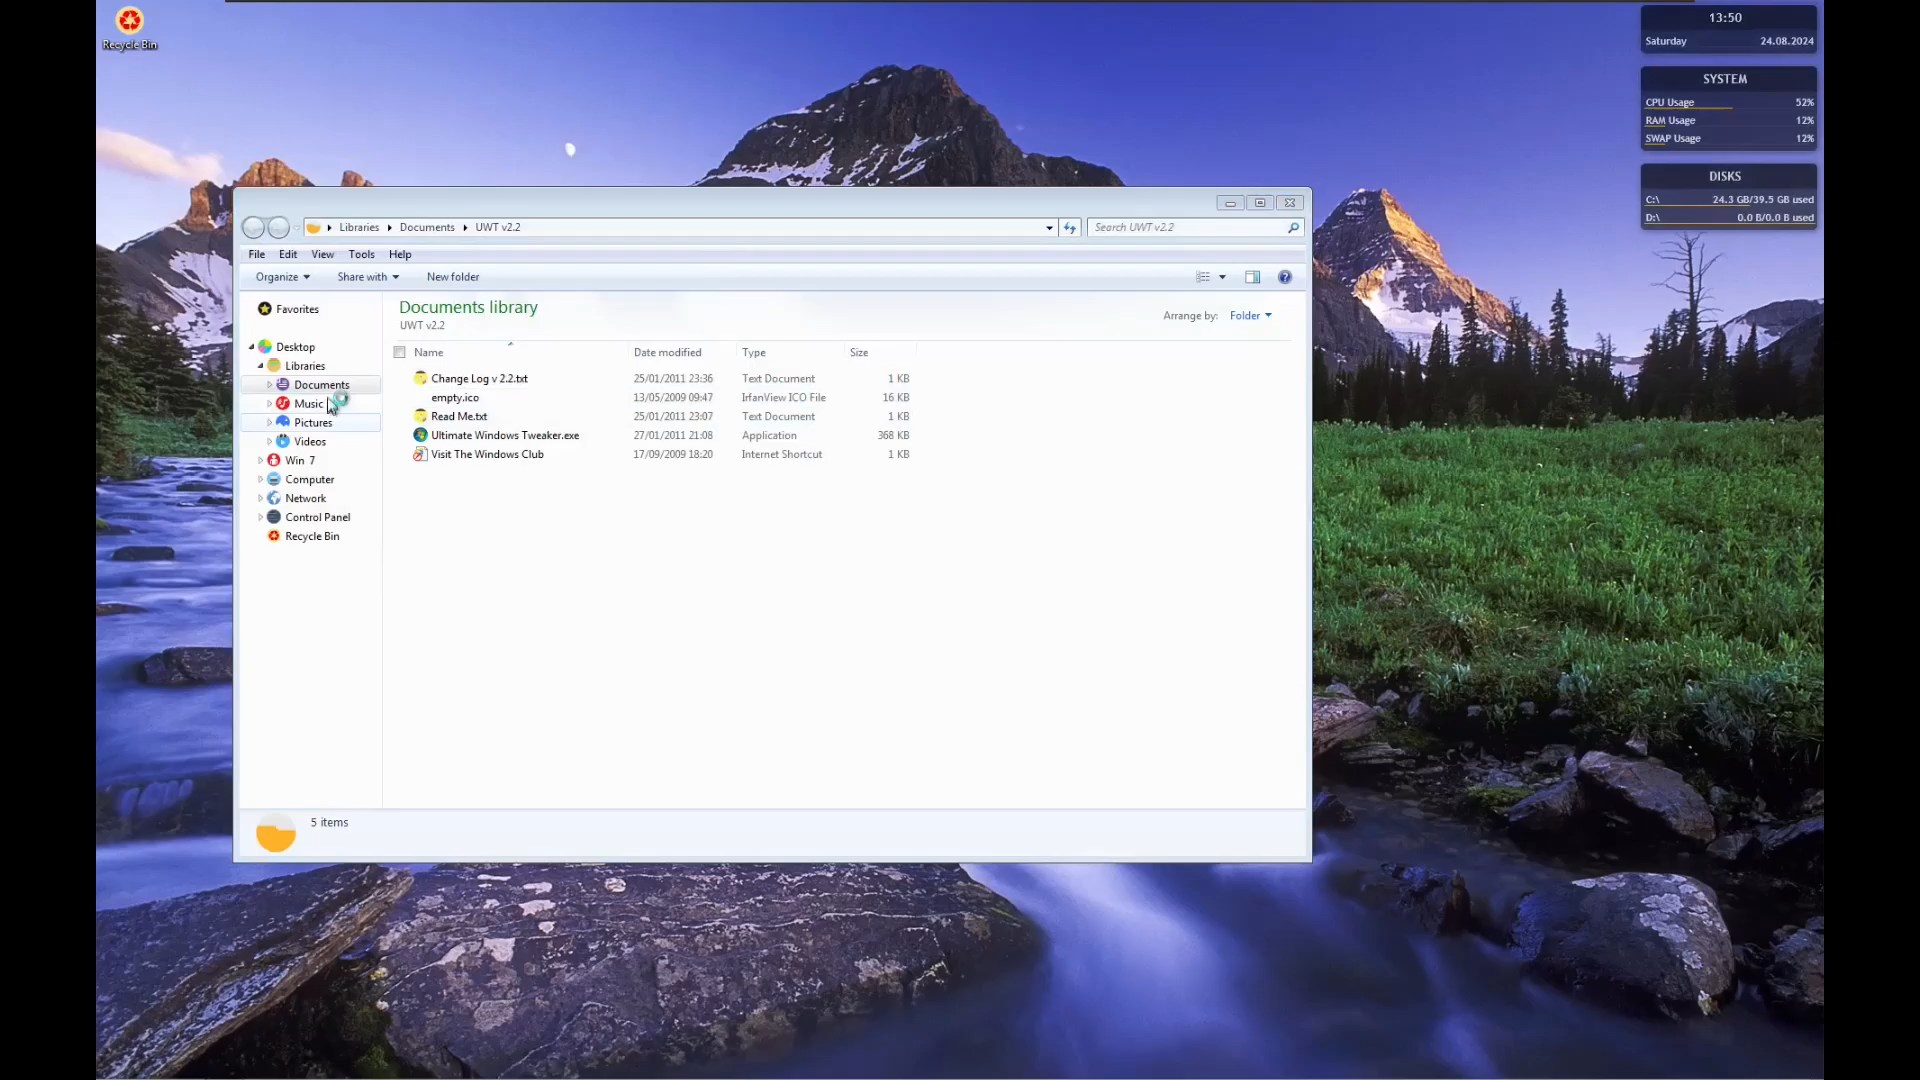 Recycle Bin
13:50
Saturday 24.08.2024
SYSTEM
CPU Usage 52%
RAM Usage 12%
SWAP Usage 12%
DISKS
C:\ 24.3 GB/39.5 GB used
D:\ 0.0 B/0.0 B used
Libraries Documents UWT v2.2
Search UWT v2.2
File Edit View Tools Help
Organize Share with New folder
Favorites
Desktop
Libraries
Documents
Music
Pictures
Videos
Win 7
Computer
Network
Control Panel
Recycle Bin
Documents library
UWT v2.2
Arrange by: Folder
Name Date modified Type Size
Change Log v 2.2.txt 25/01/2011 23:36 Text Document 1 KB
empty.ico 13/05/2009 09:47 IrfanView ICO File 16 KB
Read Me.txt 25/01/2011 23:07 Text Document 1 KB
Ultimate Windows Tweaker.exe 27/01/2011 21:08 Application 368 KB
Visit The Windows Club 17/09/2009 18:20 Internet Shortcut 1 KB
5 items